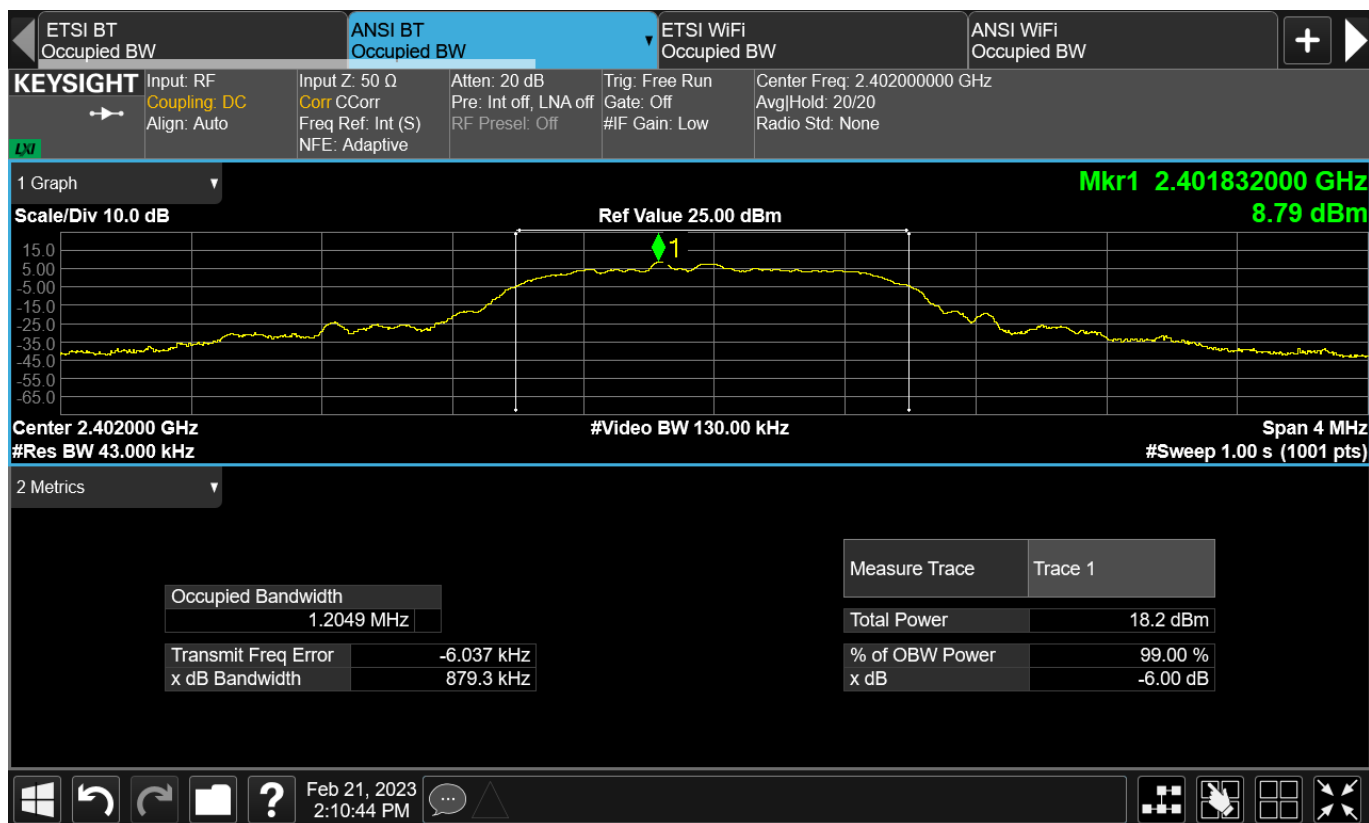 ETSI BT
Occupied BW
ANSI BT
Occupied BW
ETSI WiFi
Occupied BW
ANSI WiFi
Occupied BW
KEYSIGHT
LXI
Input: RF
Coupling: DC
Align: Auto
Input Z: 50 Ω
Corr CCorr
Freq Ref: Int (S)
NFE: Adaptive
Atten: 20 dB
Pre: Int off, LNA off
RF Presel: Off
Trig: Free Run
Gate: Off
#IF Gain: Low
Center Freq: 2.402000000 GHz
Avg|Hold: 20/20
Radio Std: None
1 Graph
Mkr1 2.401832000 GHz
8.79 dBm
Scale/Div 10.0 dB
Ref Value 25.00 dBm
1
15.0
5.00
-5.00
-15.0
-25.0
-35.0
-45.0
-55.0
-65.0
Center 2.402000 GHz
#Video BW 130.00 kHz
Span 4 MHz
#Res BW 43.000 kHz
#Sweep 1.00 s (1001 pts)
2 Metrics
Occupied Bandwidth
1.2049 MHz
Transmit Freq Error -6.037 kHz
x dB Bandwidth 879.3 kHz
Measure Trace Trace 1
Total Power 18.2 dBm
% of OBW Power 99.00 %
x dB -6.00 dB
?
Feb 21, 2023
2:10:44 PM